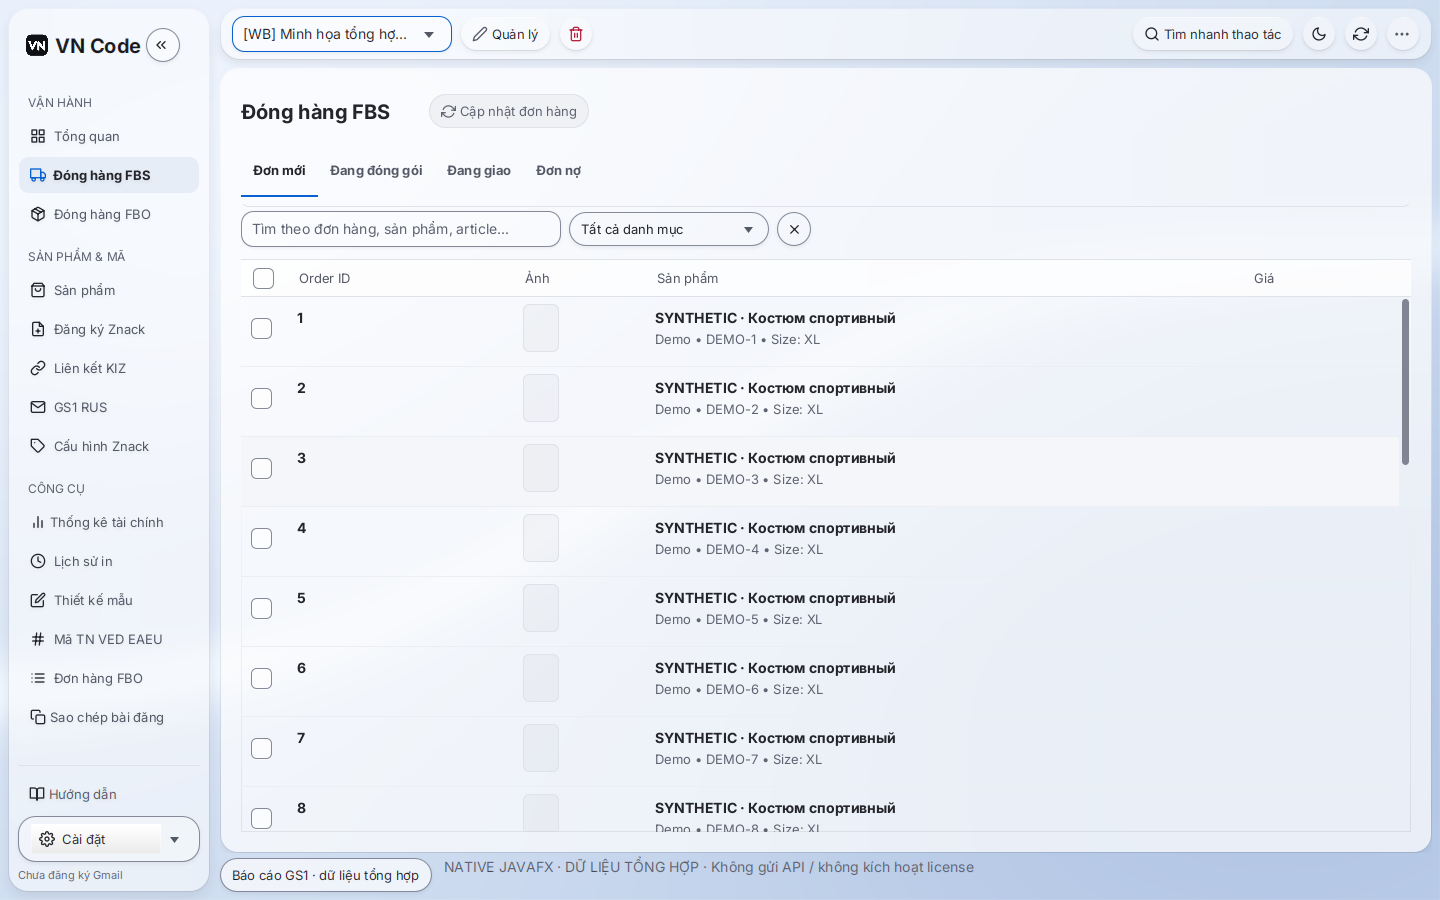 VN VN Code
VẬN HÀNH
Tổng quan
Đóng hàng FBS
Đóng hàng FBO
SẢN PHẨM & MÃ
Sản phẩm
Đăng ký Znack
Liên kết KIZ
GS1 RUS
Cấu hình Znack
CÔNG CỤ
Thống kê tài chính
Lịch sử in
Thiết kế mẫu
Mã TN VED EAEU
Đơn hàng FBO
Sao chép bài đăng
Hướng dẫn
Cài đặt
Chưa đăng ký Gmail
[WB] Minh họa tổng hợ... Quản lý Tìm nhanh thao tác
Đóng hàng FBS Cập nhật đơn hàng
Đơn mới Đang đóng gói Đang giao Đơn nợ
Tìm theo đơn hàng, sản phẩm, article... Tất cả danh mục
Order ID Ảnh Sản phẩm Giá
1 SYNTHETIC · Костюм спортивный
Demo • DEMO-1 • Size: XL
2 SYNTHETIC · Костюм спортивный
Demo • DEMO-2 • Size: XL
3 SYNTHETIC · Костюм спортивный
Demo • DEMO-3 • Size: XL
4 SYNTHETIC · Костюм спортивный
Demo • DEMO-4 • Size: XL
5 SYNTHETIC · Костюм спортивный
Demo • DEMO-5 • Size: XL
6 SYNTHETIC · Костюм спортивный
Demo • DEMO-6 • Size: XL
7 SYNTHETIC · Костюм спортивный
Demo • DEMO-7 • Size: XL
8 SYNTHETIC · Костюм спортивный
Demo • DEMO-8 • Size: XL
Báo cáo GS1 · dữ liệu tổng hợp NATIVE JAVAFX · DỮ LIỆU TỔNG HỢP · Không gửi API / không kích hoạt license